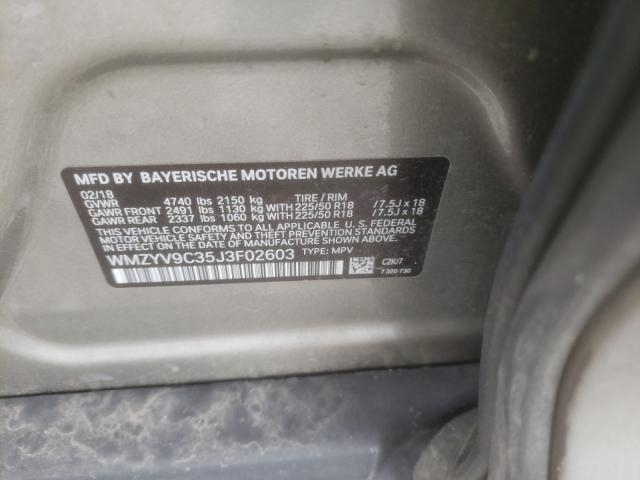 MFD BY BAYERISCHE MOTOREN WERKE AG
02/18
GVWR 4740 lbs 2150 kg TIRE / RIM
GAWR FRONT 2491 lbs 1130 kg WITH 225/50 R18 /7.5J x 18
GAWR REAR 2337 lbs 1060 kg WITH 225/50 R18 /7.5J x 18
THIS VEHICLE CONFORMS TO ALL APPLICABLE U. S. FEDERAL
MOTOR VEHICLE SAFETY, BUMPER, AND THEFT PREVENTION
STANDARDS IN EFFECT ON THE DATE OF MANUFACTURE
SHOWN ABOVE.
WMZYV9C35J3F02603 TYPE: MPV
C2K/7
7 320 730